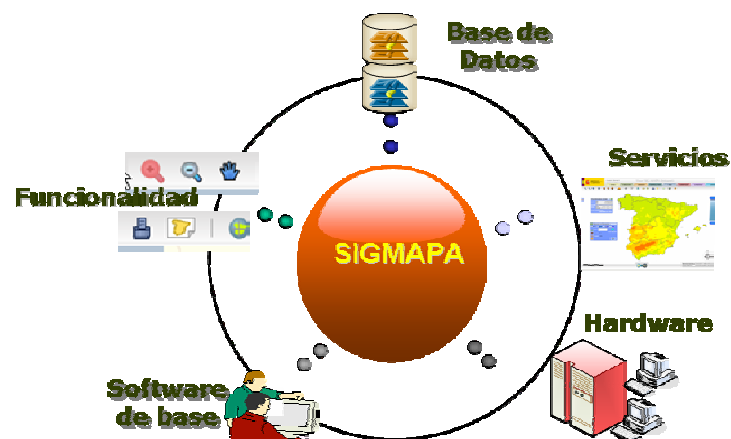 Base de
Datos
Servicios
Funcionalidad
SIGMAPA
Hardware
Software
de base